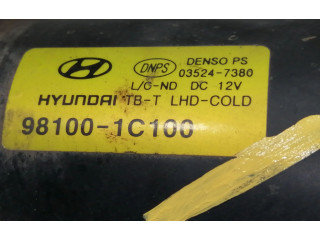 DNPS DENSO PS
03524-7380
L/C-ND DC 12V
HYUNDAI TB-T LHD-COLD
98100-1C100